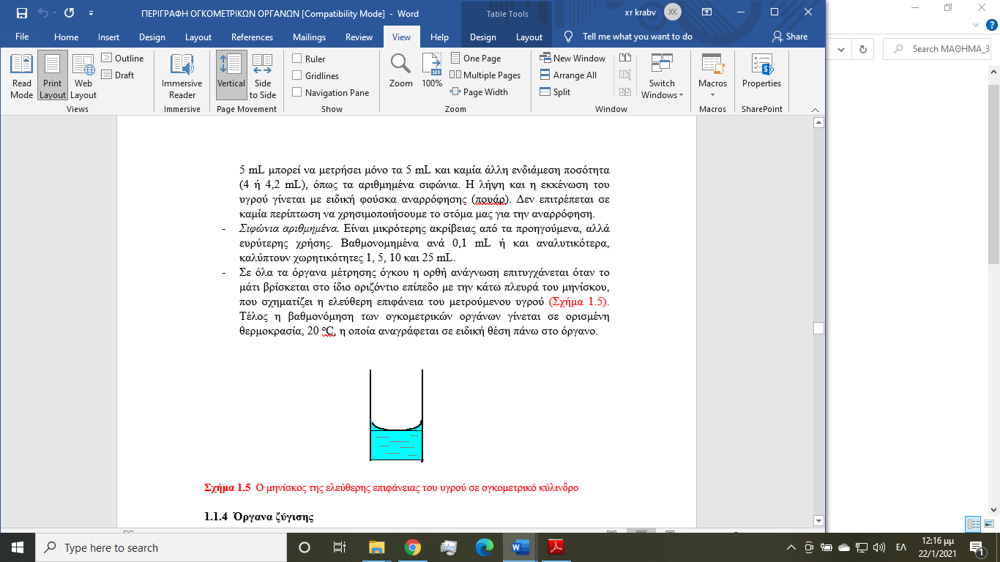 ΠΕΡΙΓΡΑΦΗ ΟΓΚΟΜΕΤΡΙΚΩΝ ΟΡΓΑΝΩΝ [Compatibility Mode] - Word
Table Tools
xr krabv
XK
File
Home
Insert
Design
Layout
References
Mailings
Review
View
Help
Design
Layout
Tell me what you want to do
Share
Search ΜΑΘΗΜΑ_3
Read Mode
Print Layout
Web Layout
Outline
Draft
Views
Immersive Reader
Immersive
Vertical
Side to Side
Page Movement
Ruler
Gridlines
Navigation Pane
Show
Zoom
100
100%
One Page
Multiple Pages
Page Width
Zoom
New Window
Arrange All
Split
Switch Windows
Window
Macros
Macros
Properties
SharePoint
5 mL μπορεί να μετρήσει μόνο τα 5 mL και καμία άλλη ενδιάμεση ποσότητα
(4 ή 4,2 mL), όπως τα αριθμημένα σιφώνια. Η λήψη και η εκκένωση του
υγρού γίνεται με ειδική φούσκα αναρρόφησης (πουάρ). Δεν επιτρέπεται σε
καμία περίπτωση να χρησιμοποιήσουμε το στόμα μας για την αναρρόφηση.
- Σιφώνια αριθμημένα. Είναι μικρότερης ακρίβειας από τα προηγούμενα, αλλά
ευρύτερης χρήσης. Βαθμονομημένα ανά 0,1 mL ή και αναλυτικότερα,
καλύπτουν χωρητικότητες 1, 5, 10 και 25 mL.
- Σε όλα τα όργανα μέτρησης όγκου η ορθή ανάγνωση επιτυγχάνεται όταν το
μάτι βρίσκεται στο ίδιο οριζόντιο επίπεδο με την κάτω πλευρά του μηνίσκου,
που σχηματίζει η ελεύθερη επιφάνεια του μετρούμενου υγρού (Σχήμα 1.5).
Τέλος η βαθμονόμηση των ογκομετρικών οργάνων γίνεται σε ορισμένη
θερμοκρασία, 20 °C, η οποία αναγράφεται σε ειδική θέση πάνω στο όργανο.
Σχήμα 1.5 Ο μηνίσκος της ελεύθερης επιφάνειας του υγρού σε ογκομετρικό κύλινδρο
1.1.4 Όργανα ζύγισης
Type here to search
ΕΛ
12:16 μμ
22/1/2021
1